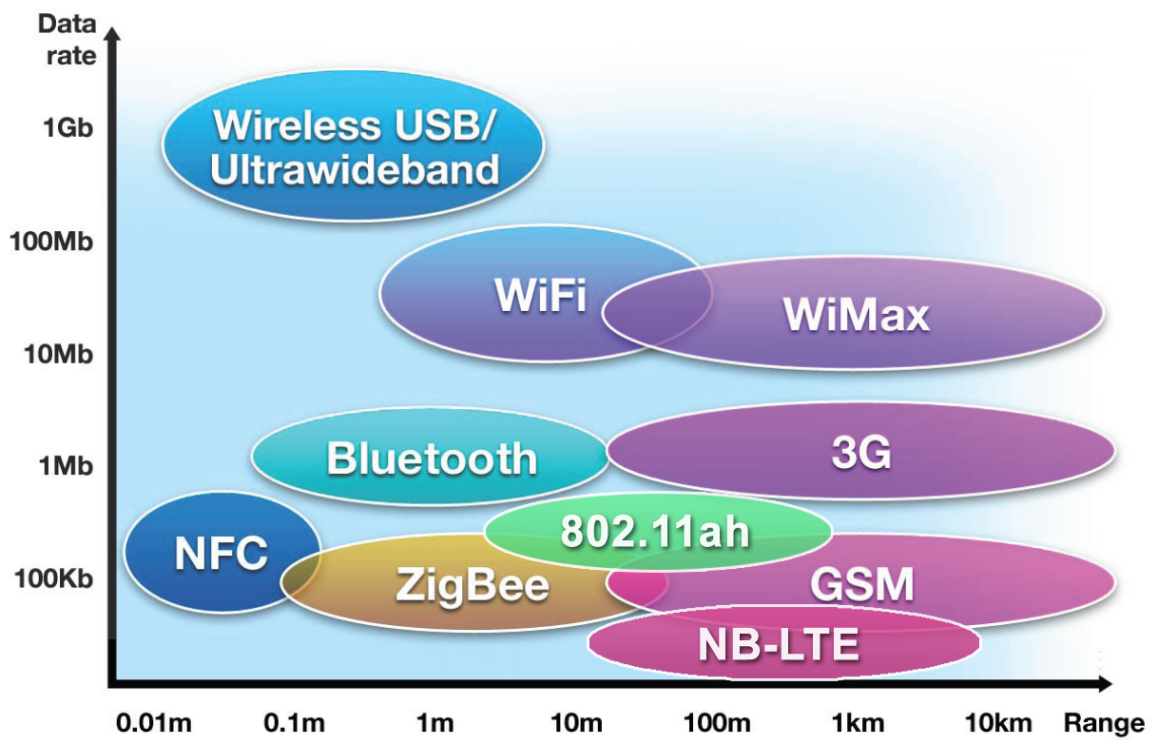 Data
rate
1Gb
100Mb
10Mb
1Mb
100Kb
Wireless USB/
Ultrawideband
WiFi
WiMax
Bluetooth
3G
NFC
802.11ah
ZigBee
GSM
NB-LTE
0.01m
0.1m
1m
10m
100m
1km
10km
Range